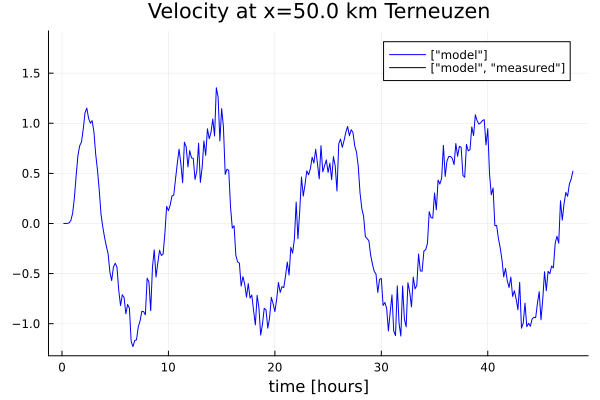 Velocity at x=50.0 km Terneuzen
["model"]
["model", "measured"]
1.5
1.0
0.5
0.0
−0.5
−1.0
0 10 20 30 40
time [hours]